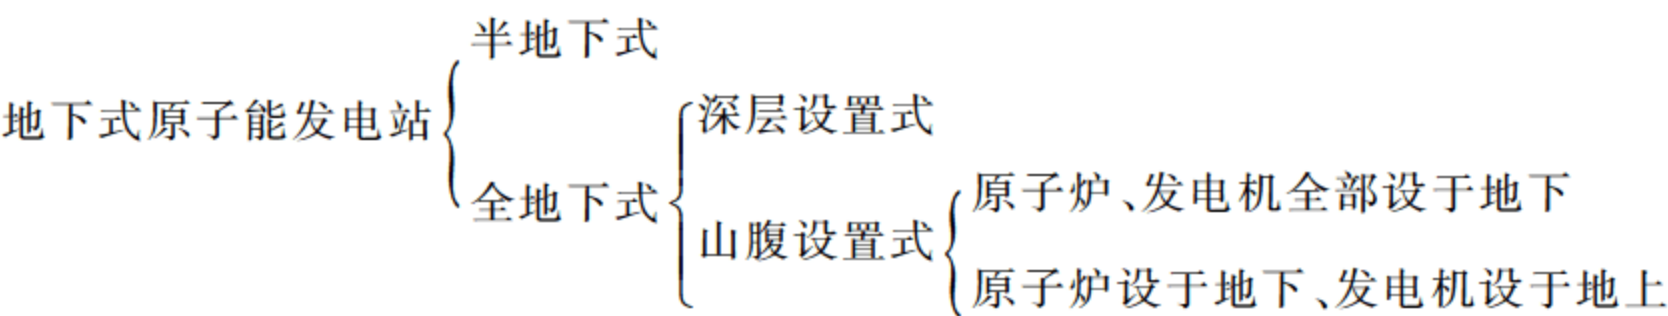 半地下式
地下式原子能发电站
深层设置式
全地下式
山腹设置式
原子炉、发电机全部设于地下
原子炉设于地下、发电机设于地上